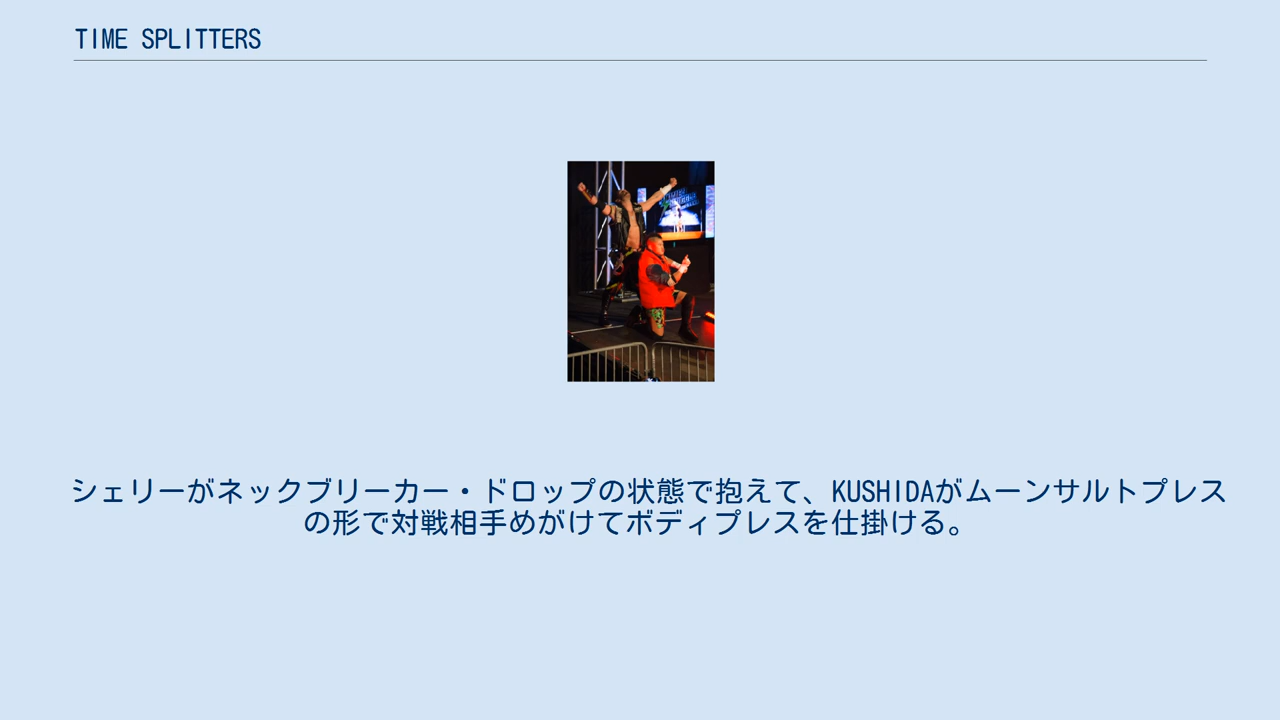 TIME SPLITTERS
シェリーがネックブリーカー・ドロップの状態で抱えて、KUSHIDAがムーンサルトプレス
の形で対戦相手めがけてボディプレスを仕掛ける。